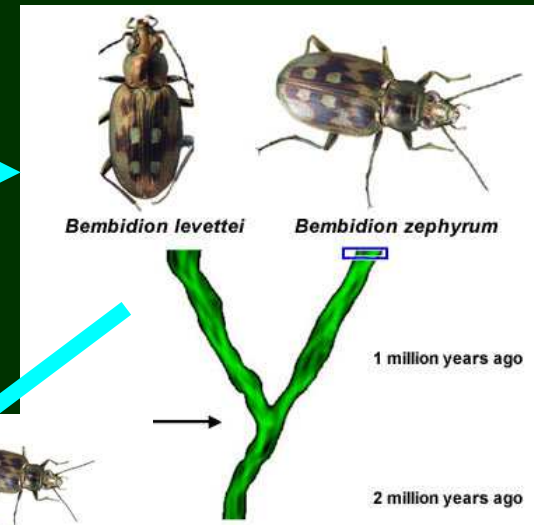 Bembidion levettei Bembidion zephyrum
1 million years ago
2 million years ago